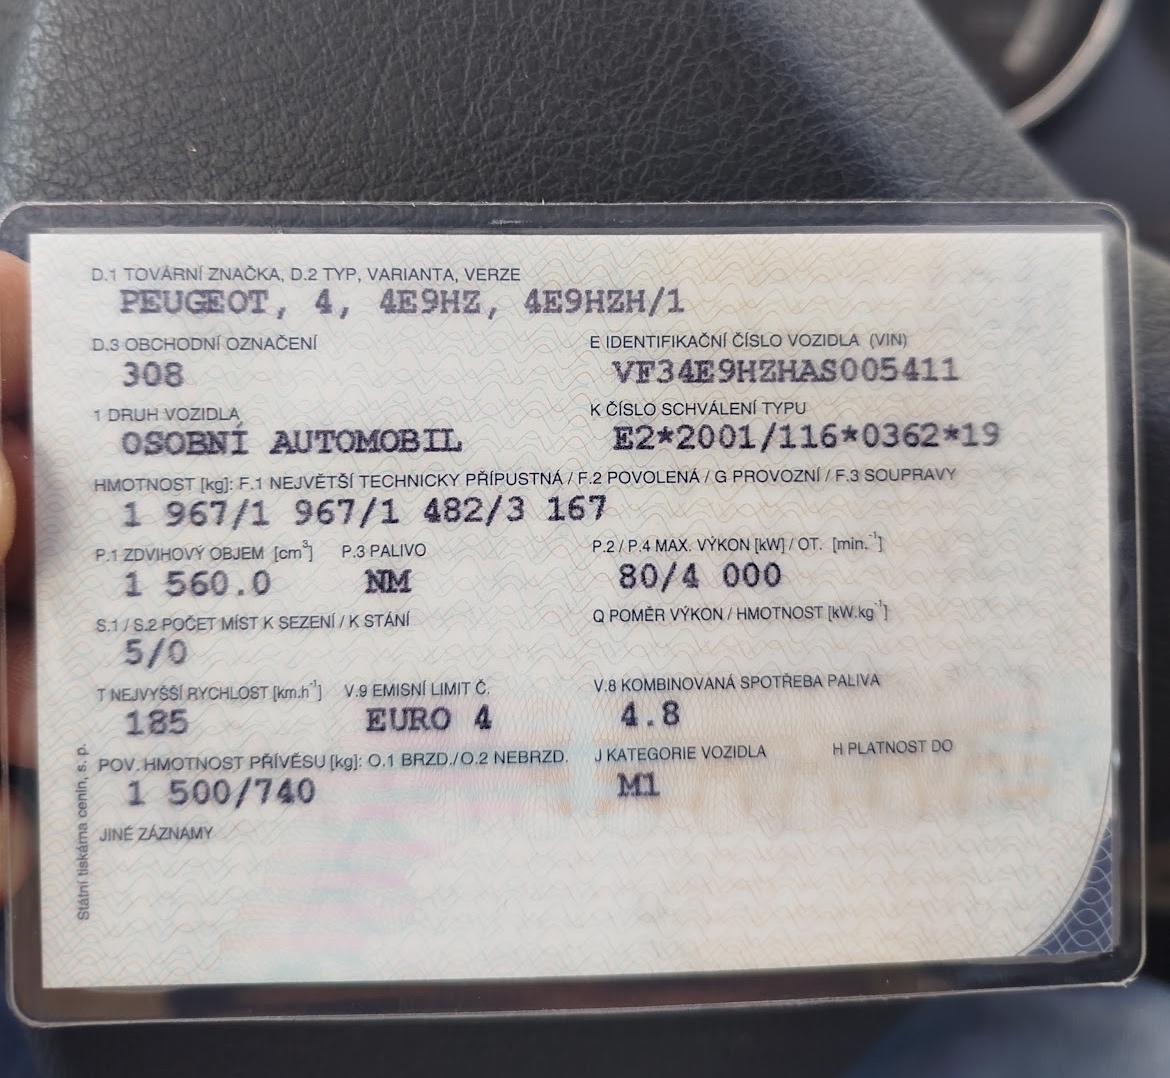 D.1 TOVÁRNÍ ZNAČKA, D.2 TYP, VARIANTA, VERZE
PEUGEOT, 4, 4E9HZ, 4E9HZH/1
D.3 OBCHODNÍ OZNAČENÍ
308
E IDENTIFIKAČNÍ ČÍSLO VOZIDLA (VIN)
VF34E9HZHAS005411
1 DRUH VOZIDLA
OSOBNÍ AUTOMOBIL
K ČÍSLO SCHVÁLENÍ TYPU
E2*2001/116*0362*19
HMOTNOST [kg]: F.1 NEJVĚTŠÍ TECHNICKY PŘÍPUSTNÁ / F.2 POVOLENÁ / G PROVOZNÍ / F.3 SOUPRAVY
1 967/1 967/1 482/3 167
P.1 ZDVIHOVÝ OBJEM [cm³]
1 560.0
P.3 PALIVO
NM
P.2 / P.4 MAX. VÝKON [kW] / OT. [min.⁻¹]
80/4 000
S.1 / S.2 POČET MÍST K SEZENÍ / K STÁNÍ
5/0
Q POMĚR VÝKON / HMOTNOST [kW.kg⁻¹]
T NEJVYŠŠÍ RYCHLOST [km.h⁻¹]
185
V.9 EMISNÍ LIMIT Č.
EURO 4
V.8 KOMBINOVANÁ SPOTŘEBA PALIVA
4.8
POV. HMOTNOST PŘÍVĚSU [kg]: O.1 BRZD./O.2 NEBRZD.
1 500/740
J KATEGORIE VOZIDLA
M1
H PLATNOST DO
JINÉ ZÁZNAMY
Státní tiskárna cenin, s. p.